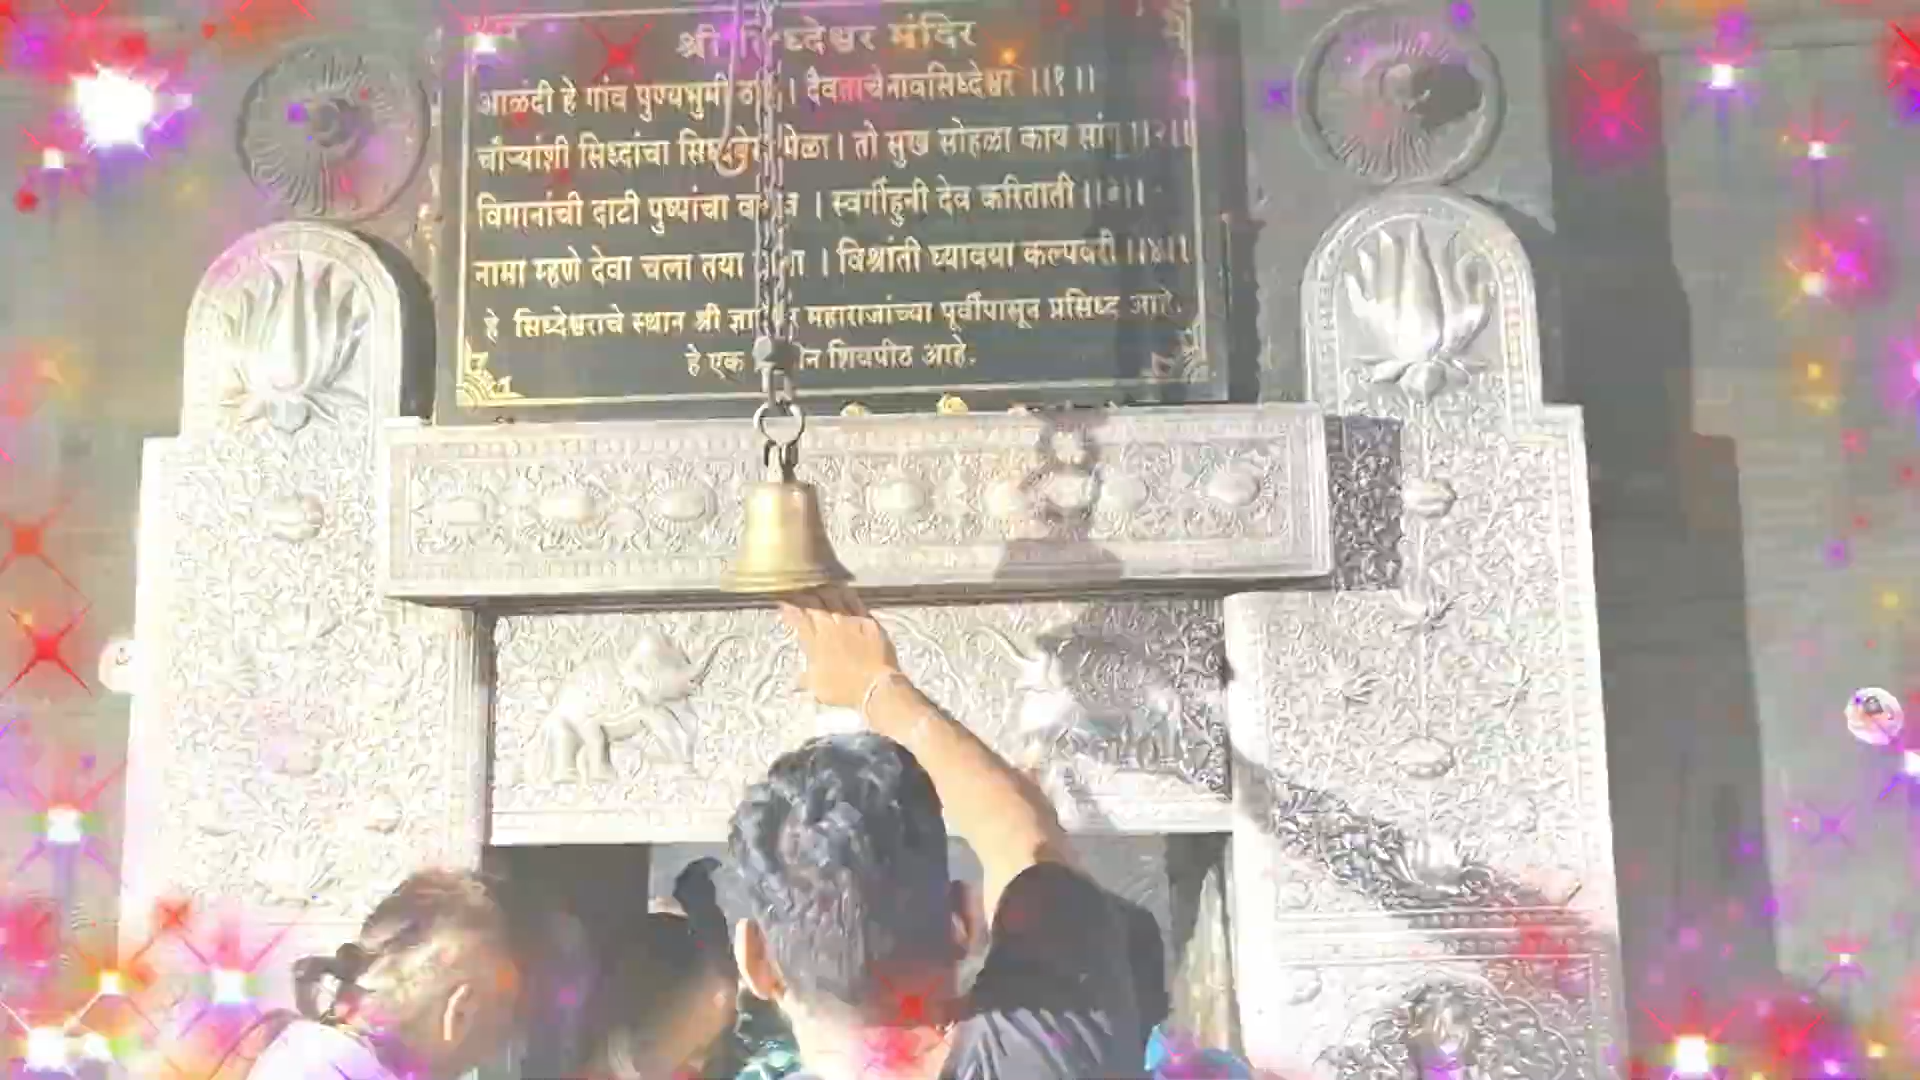 श्री सिध्देश्वर मंदिर
आळंदी हे गांव पुण्यभुमी ठाव। दैवताचे नाव सिध्देश्वर ।।१।।
चौऱ्यांशी सिध्दांचा मेळा। तो सुख सोहळा काय सांगू ।।२।।
विमानांची दाटी पुष्पांचा । स्वर्गीहुनी देव करिताती ।।३।।
नामा म्हणे देवा चला तया । विश्रांती घ्यावया कल्पवरी ।।४।।
हे सिध्देश्वराचे स्थान श्री महाराजांच्या पूर्वीपासून प्रसिध्द आहे.
हे एक शिवपीठ आहे.